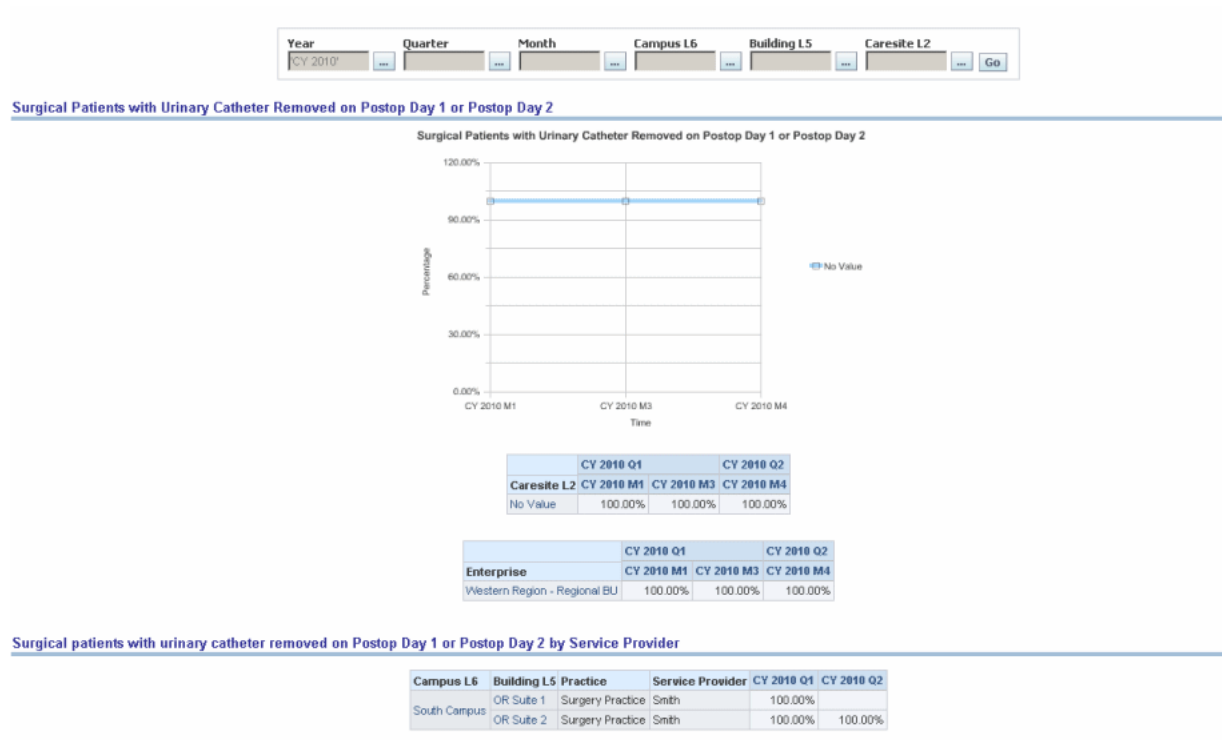 Year Quarter Month Campus L6 Building L5 Caresite L2
'CY 2010' ... ... ... ... ... ... Go
Surgical Patients with Urinary Catheter Removed on Postop Day 1 or Postop Day 2
Surgical Patients with Urinary Catheter Removed on Postop Day 1 or Postop Day 2
120.00%
90.00%
60.00%
30.00%
0.00%
Percentage
CY 2010 M1 CY 2010 M3 CY 2010 M4
Time
No Value
CY 2010 Q1 CY 2010 Q2
Caresite L2 CY 2010 M1 CY 2010 M3 CY 2010 M4
No Value 100.00% 100.00% 100.00%
CY 2010 Q1 CY 2010 Q2
Enterprise CY 2010 M1 CY 2010 M3 CY 2010 M4
Western Region - Regional BU 100.00% 100.00% 100.00%
Surgical patients with urinary catheter removed on Postop Day 1 or Postop Day 2 by Service Provider
Campus L6 Building L5 Practice Service Provider CY 2010 Q1 CY 2010 Q2
South Campus OR Suite 1 Surgery Practice Smith 100.00%
OR Suite 2 Surgery Practice Smith 100.00% 100.00%